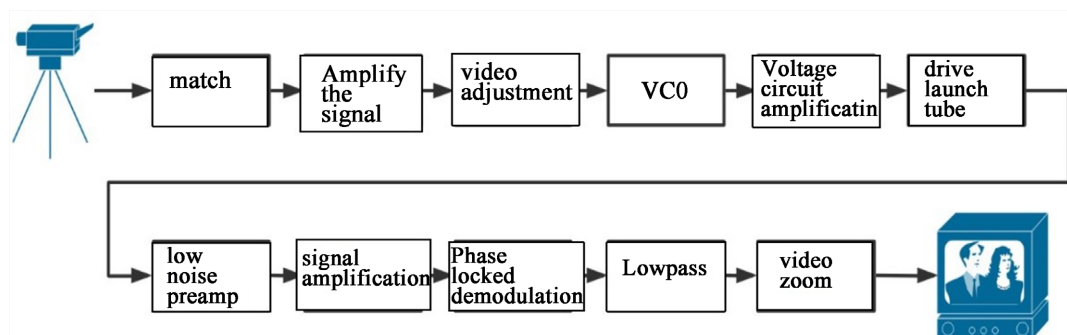 match
Amplify
the
signal
video
adjustment
VC0
Voltage
circuit
amplificatin
drive
launch
tube
low
noise
preamp
signal
amplification
Phase
locked
demodulation
Lowpass
video
zoom